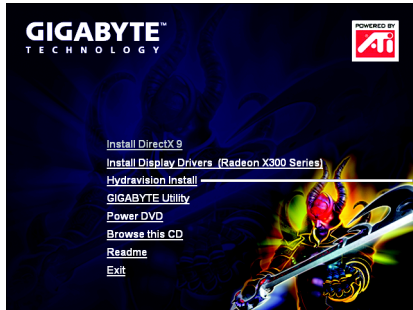 GIGABYTE™
TECHNOLOGY
POWERED BY
ATi
Install DirectX 9
Install Display Drivers (Radeon X300 Series)
Hydravision Install
GIGABYTE Utility
Power DVD
Browse this CD
Readme
Exit